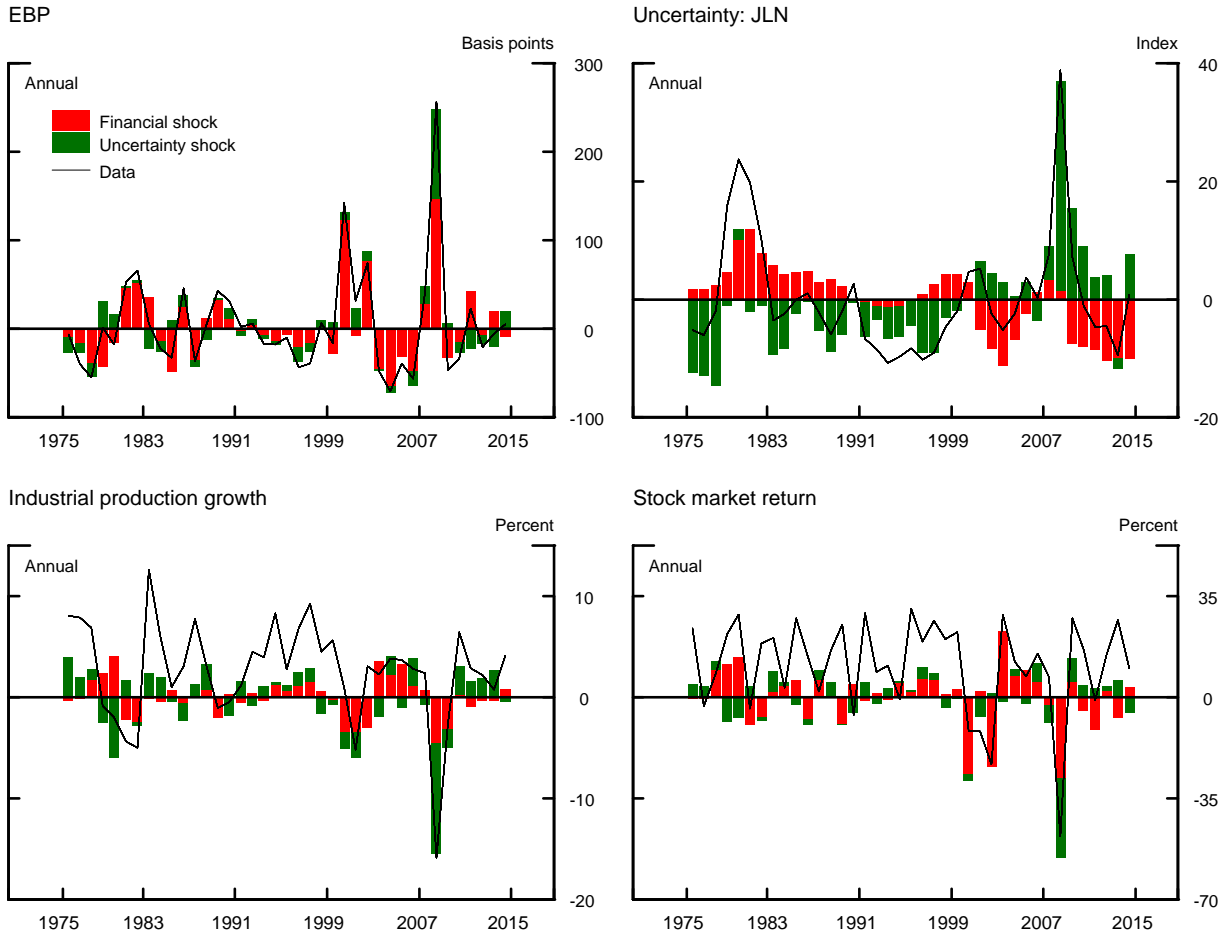 EBP
Basis points
Annual
Financial shock
Uncertainty shock
Data
300
200
100
0
-100
1975 1983 1991 1999 2007 2015
Uncertainty: JLN
Index
Annual
40
20
0
-20
1975 1983 1991 1999 2007 2015
Industrial production growth
Percent
Annual
10
0
-10
-20
1975 1983 1991 1999 2007 2015
Stock market return
Percent
Annual
35
0
-35
-70
1975 1983 1991 1999 2007 2015